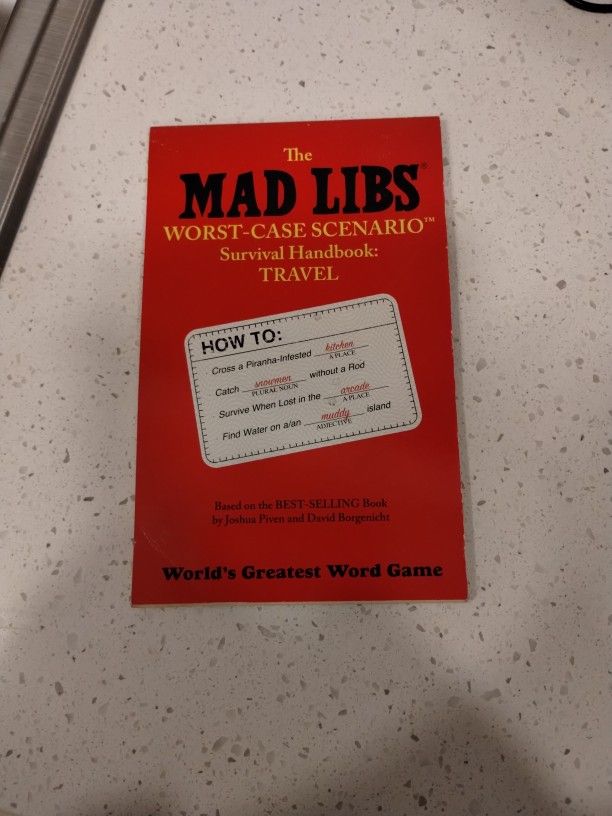 The
MAD LIBS®
WORST-CASE SCENARIO™
Survival Handbook:
TRAVEL
HOW TO:
Cross a Piranha-Infested kitchen
A PLACE
Catch snowmen without a Rod
PLURAL NOUN
Survive When Lost in the arcade
A PLACE
Find Water on a/an muddy island
ADJECTIVE
Based on the BEST-SELLING Book
by Joshua Piven and David Borgenicht
World's Greatest Word Game